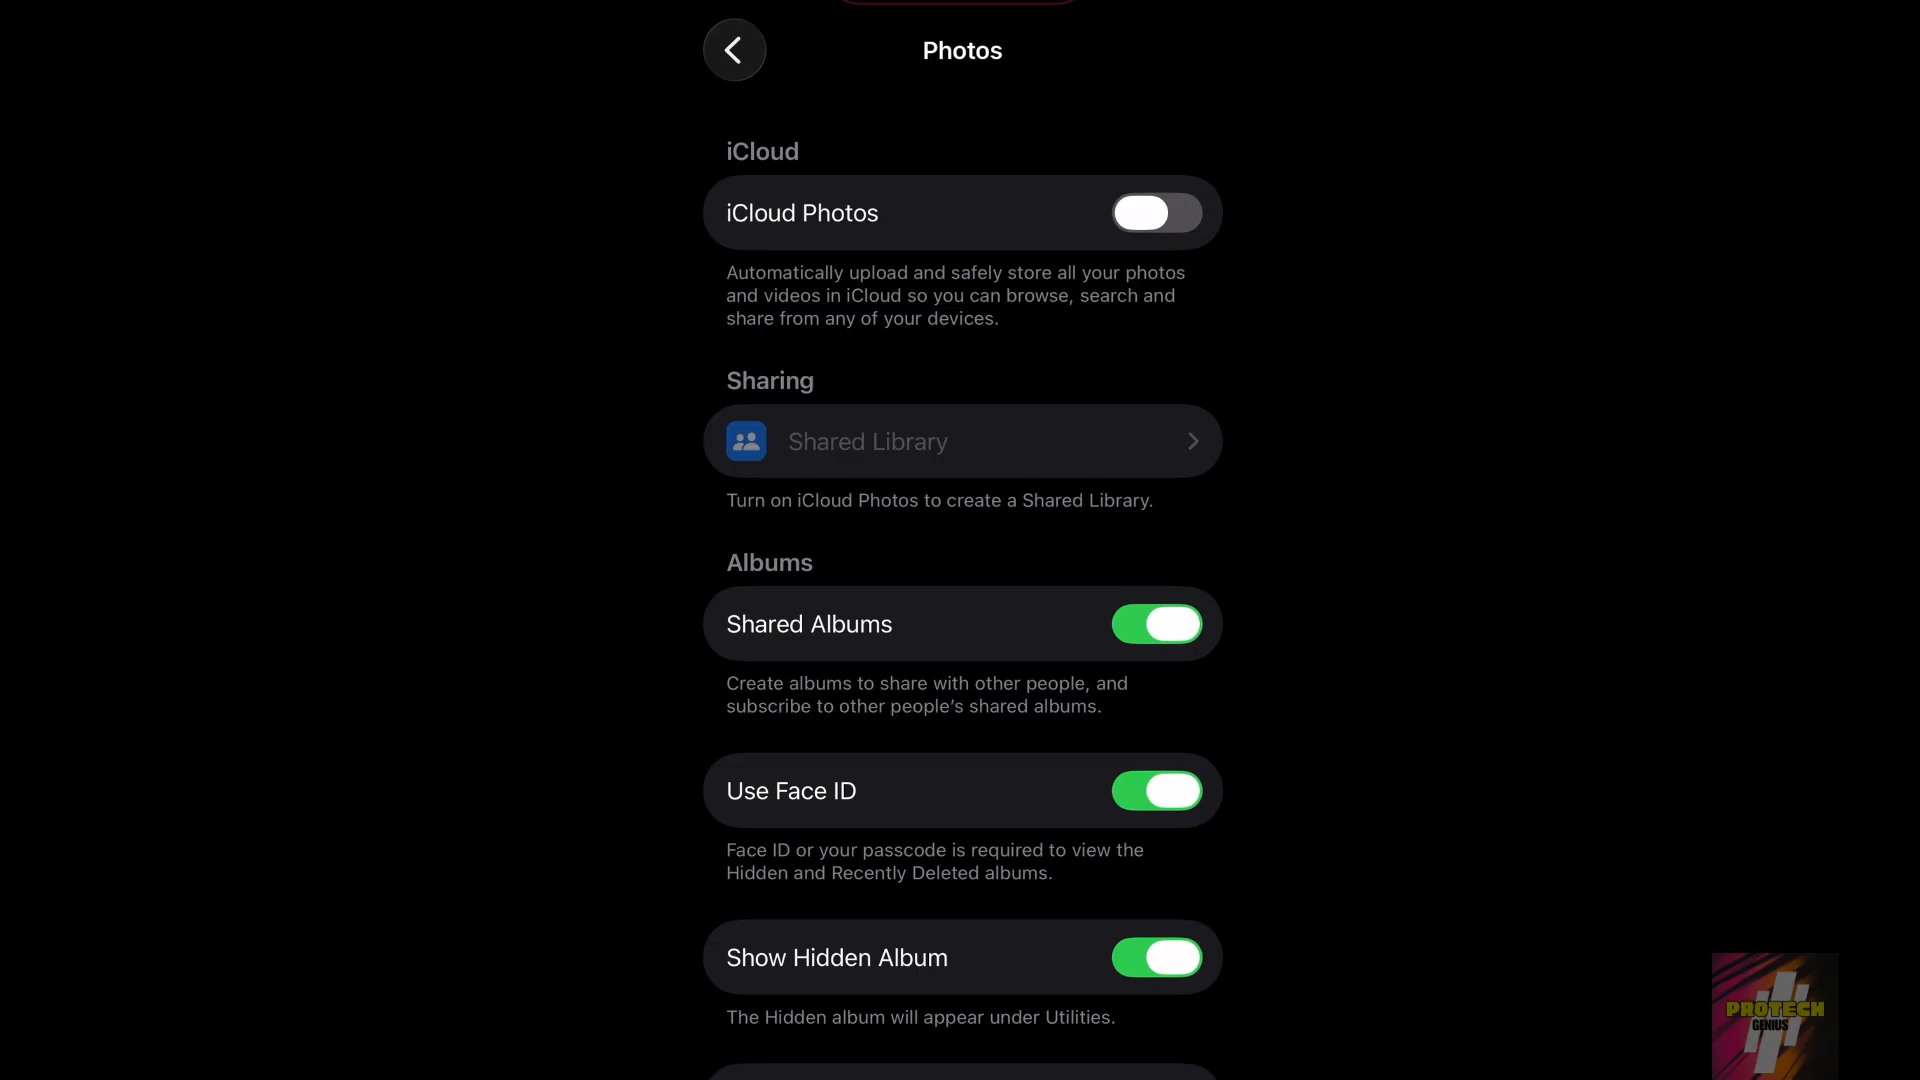 Photos
iCloud
iCloud Photos
Automatically upload and safely store all your photos
and videos in iCloud so you can browse, search and
share from any of your devices.
Sharing
Shared Library
Turn on iCloud Photos to create a Shared Library.
Albums
Shared Albums
Create albums to share with other people, and
subscribe to other people’s shared albums.
Use Face ID
Face ID or your passcode is required to view the
Hidden and Recently Deleted albums.
Show Hidden Album
The Hidden album will appear under Utilities.
PROTECH
GENIUS